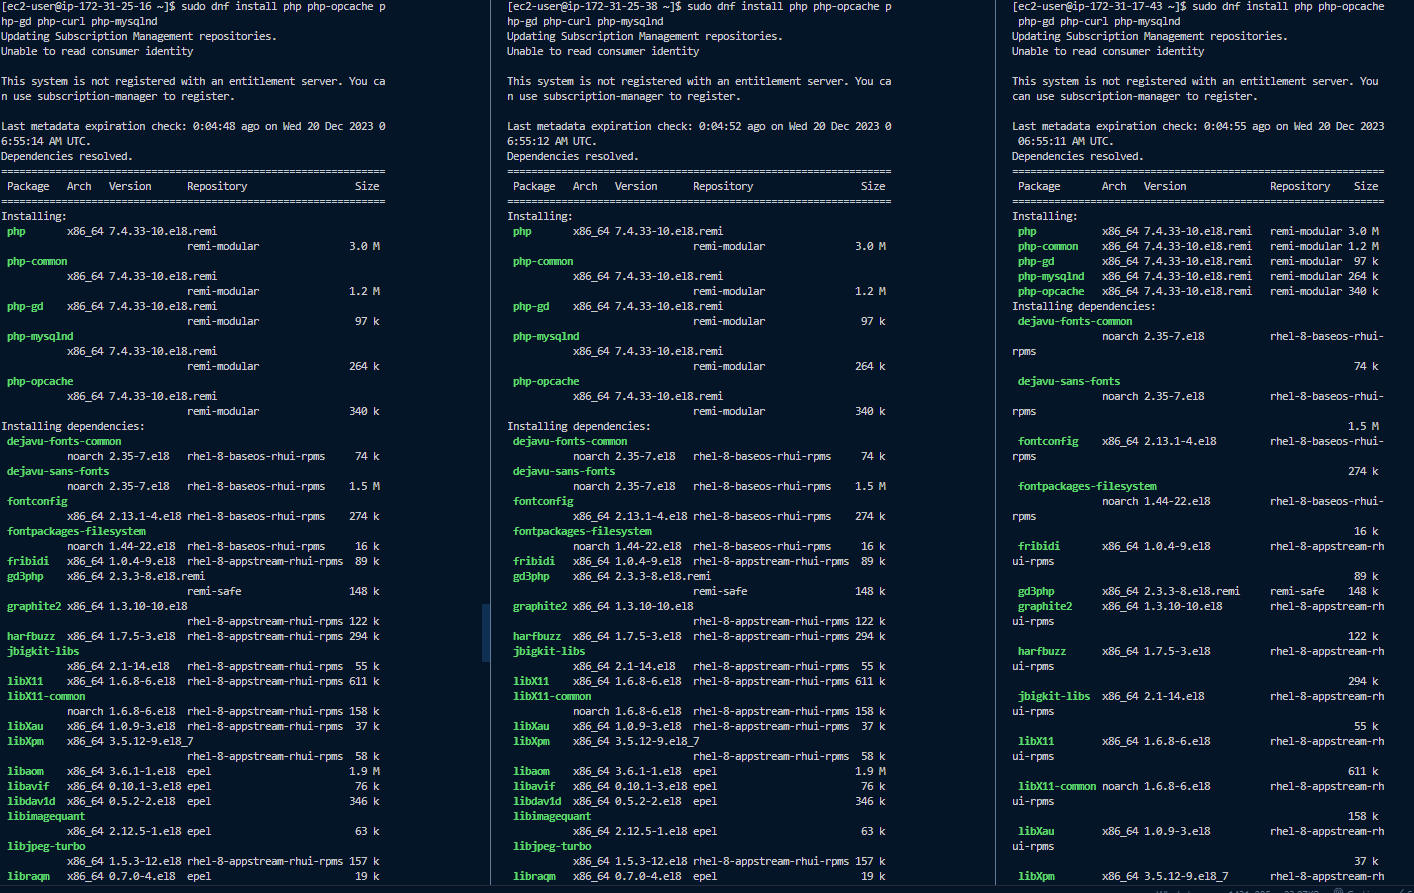 [ec2-user@ip-172-31-25-16 ~]$ sudo dnf install php php-opcache p
hp-gd php-curl php-mysqlnd
Updating Subscription Management repositories.
Unable to read consumer identity
This system is not registered with an entitlement server. You ca
n use subscription-manager to register.
Last metadata expiration check: 0:04:48 ago on Wed 20 Dec 2023 0
6:55:14 AM UTC.
Dependencies resolved.
================================================================
Package Arch Version Repository Size
================================================================
Installing:
php x86_64 7.4.33-10.el8.remi
remi-modular 3.0 M
php-common
x86_64 7.4.33-10.el8.remi
remi-modular 1.2 M
php-gd x86_64 7.4.33-10.el8.remi
remi-modular 97 k
php-mysqlnd
x86_64 7.4.33-10.el8.remi
remi-modular 264 k
php-opcache
x86_64 7.4.33-10.el8.remi
remi-modular 340 k
Installing dependencies:
dejavu-fonts-common
noarch 2.35-7.el8 rhel-8-baseos-rhui-rpms 74 k
dejavu-sans-fonts
noarch 2.35-7.el8 rhel-8-baseos-rhui-rpms 1.5 M
fontconfig
x86_64 2.13.1-4.el8 rhel-8-baseos-rhui-rpms 274 k
fontpackages-filesystem
noarch 1.44-22.el8 rhel-8-baseos-rhui-rpms 16 k
fribidi x86_64 1.0.4-9.el8 rhel-8-appstream-rhui-rpms 89 k
gd3php x86_64 2.3.3-8.el8.remi
remi-safe 148 k
graphite2 x86_64 1.3.10-10.el8
rhel-8-appstream-rhui-rpms 122 k
harfbuzz x86_64 1.7.5-3.el8 rhel-8-appstream-rhui-rpms 294 k
jbigkit-libs
x86_64 2.1-14.el8 rhel-8-appstream-rhui-rpms 55 k
libX11 x86_64 1.6.8-6.el8 rhel-8-appstream-rhui-rpms 611 k
libX11-common
noarch 1.6.8-6.el8 rhel-8-appstream-rhui-rpms 158 k
libXau x86_64 1.0.9-3.el8 rhel-8-appstream-rhui-rpms 37 k
libXpm x86_64 3.5.12-9.el8_7
rhel-8-appstream-rhui-rpms 58 k
libaom x86_64 3.6.1-1.el8 epel 1.9 M
libavif x86_64 0.10.1-3.el8 epel 76 k
libdav1d x86_64 0.5.2-2.el8 epel 346 k
libimagequant
x86_64 2.12.5-1.el8 epel 63 k
libjpeg-turbo
x86_64 1.5.3-12.el8 rhel-8-appstream-rhui-rpms 157 k
libraqm x86_64 0.7.0-4.el8 epel 19 k
[ec2-user@ip-172-31-25-38 ~]$ sudo dnf install php php-opcache p
hp-gd php-curl php-mysqlnd
Updating Subscription Management repositories.
Unable to read consumer identity
This system is not registered with an entitlement server. You ca
n use subscription-manager to register.
Last metadata expiration check: 0:04:52 ago on Wed 20 Dec 2023 0
6:55:12 AM UTC.
Dependencies resolved.
================================================================
Package Arch Version Repository Size
================================================================
Installing:
php x86_64 7.4.33-10.el8.remi
remi-modular 3.0 M
php-common
x86_64 7.4.33-10.el8.remi
remi-modular 1.2 M
php-gd x86_64 7.4.33-10.el8.remi
remi-modular 97 k
php-mysqlnd
x86_64 7.4.33-10.el8.remi
remi-modular 264 k
php-opcache
x86_64 7.4.33-10.el8.remi
remi-modular 340 k
Installing dependencies:
dejavu-fonts-common
noarch 2.35-7.el8 rhel-8-baseos-rhui-rpms 74 k
dejavu-sans-fonts
noarch 2.35-7.el8 rhel-8-baseos-rhui-rpms 1.5 M
fontconfig
x86_64 2.13.1-4.el8 rhel-8-baseos-rhui-rpms 274 k
fontpackages-filesystem
noarch 1.44-22.el8 rhel-8-baseos-rhui-rpms 16 k
fribidi x86_64 1.0.4-9.el8 rhel-8-appstream-rhui-rpms 89 k
gd3php x86_64 2.3.3-8.el8.remi
remi-safe 148 k
graphite2 x86_64 1.3.10-10.el8
rhel-8-appstream-rhui-rpms 122 k
harfbuzz x86_64 1.7.5-3.el8 rhel-8-appstream-rhui-rpms 294 k
jbigkit-libs
x86_64 2.1-14.el8 rhel-8-appstream-rhui-rpms 55 k
libX11 x86_64 1.6.8-6.el8 rhel-8-appstream-rhui-rpms 611 k
libX11-common
noarch 1.6.8-6.el8 rhel-8-appstream-rhui-rpms 158 k
libXau x86_64 1.0.9-3.el8 rhel-8-appstream-rhui-rpms 37 k
libXpm x86_64 3.5.12-9.el8_7
rhel-8-appstream-rhui-rpms 58 k
libaom x86_64 3.6.1-1.el8 epel 1.9 M
libavif x86_64 0.10.1-3.el8 epel 76 k
libdav1d x86_64 0.5.2-2.el8 epel 346 k
libimagequant
x86_64 2.12.5-1.el8 epel 63 k
libjpeg-turbo
x86_64 1.5.3-12.el8 rhel-8-appstream-rhui-rpms 157 k
libraqm x86_64 0.7.0-4.el8 epel 19 k
[ec2-user@ip-172-31-17-43 ~]$ sudo dnf install php php-opcache
php-gd php-curl php-mysqlnd
Updating Subscription Management repositories.
Unable to read consumer identity
This system is not registered with an entitlement server. You
can use subscription-manager to register.
Last metadata expiration check: 0:04:55 ago on Wed 20 Dec 2023
06:55:11 AM UTC.
Dependencies resolved.
==============================================================
Package Arch Version Repository Size
==============================================================
Installing:
php x86_64 7.4.33-10.el8.remi remi-modular 3.0 M
php-common x86_64 7.4.33-10.el8.remi remi-modular 1.2 M
php-gd x86_64 7.4.33-10.el8.remi remi-modular 97 k
php-mysqlnd x86_64 7.4.33-10.el8.remi remi-modular 264 k
php-opcache x86_64 7.4.33-10.el8.remi remi-modular 340 k
Installing dependencies:
dejavu-fonts-common
noarch 2.35-7.el8 rhel-8-baseos-rhui-
rpms
74 k
dejavu-sans-fonts
noarch 2.35-7.el8 rhel-8-baseos-rhui-
rpms
1.5 M
fontconfig x86_64 2.13.1-4.el8 rhel-8-baseos-rhui-
rpms
274 k
fontpackages-filesystem
noarch 1.44-22.el8 rhel-8-baseos-rhui-
rpms
16 k
fribidi x86_64 1.0.4-9.el8 rhel-8-appstream-rh
ui-rpms
89 k
gd3php x86_64 2.3.3-8.el8.remi remi-safe 148 k
graphite2 x86_64 1.3.10-10.el8 rhel-8-appstream-rh
ui-rpms
122 k
harfbuzz x86_64 1.7.5-3.el8 rhel-8-appstream-rh
ui-rpms
294 k
jbigkit-libs x86_64 2.1-14.el8 rhel-8-appstream-rh
ui-rpms
55 k
libX11 x86_64 1.6.8-6.el8 rhel-8-appstream-rh
ui-rpms
611 k
libX11-common noarch 1.6.8-6.el8 rhel-8-appstream-rh
ui-rpms
158 k
libXau x86_64 1.0.9-3.el8 rhel-8-appstream-rh
ui-rpms
37 k
libXpm x86_64 3.5.12-9.el8_7 rhel-8-appstream-rh